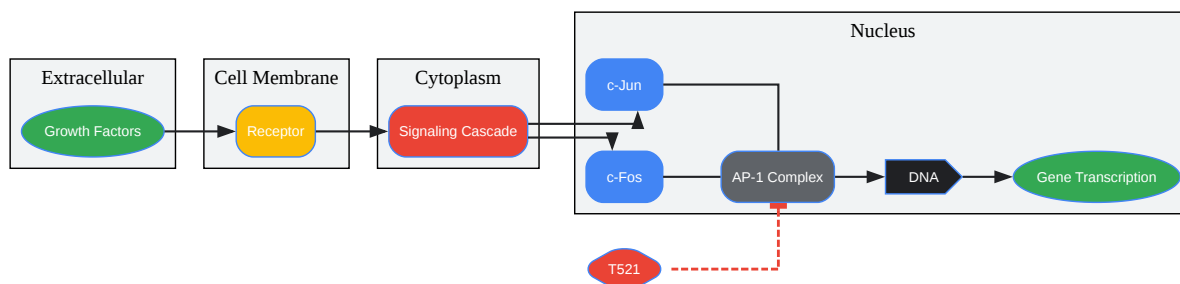 Extracellular
Growth Factors
Cell Membrane
Receptor
Cytoplasm
Signaling Cascade
Nucleus
c-Jun
c-Fos
AP-1 Complex
DNA
Gene Transcription
T521